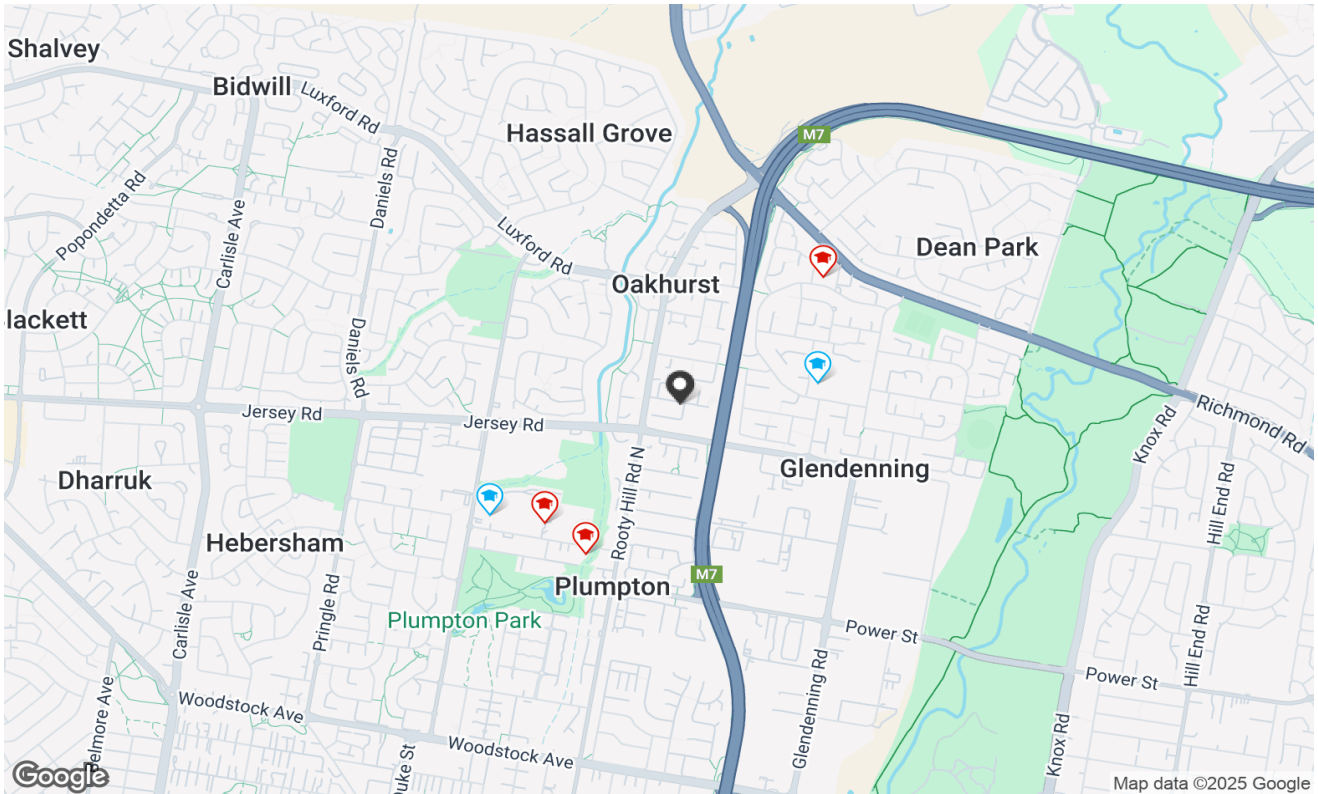 Shalvey
Bidwill
Luxford Rd
Hassall Grove
M7
Popondetta Rd
Daniels Rd
Carlisle Ave
Luxford Rd
Dean Park
Oakhurst
lackett
Daniels Rd
Jersey Rd
Jersey Rd
Richmond Rd
Knox Rd
Dharruk
Glendenning
Rooty Hill Rd N
Hill End Rd
Hebersham
M7
Plumpton
Carlisle Ave
Pringle Rd
Plumpton Park
Power St
Hill End Rd
Power St
elmore Ave
Woodstock Ave
Glendenning Rd
Knox Rd
Woodstock Ave
uke St
Google
Map data ©2025 Google